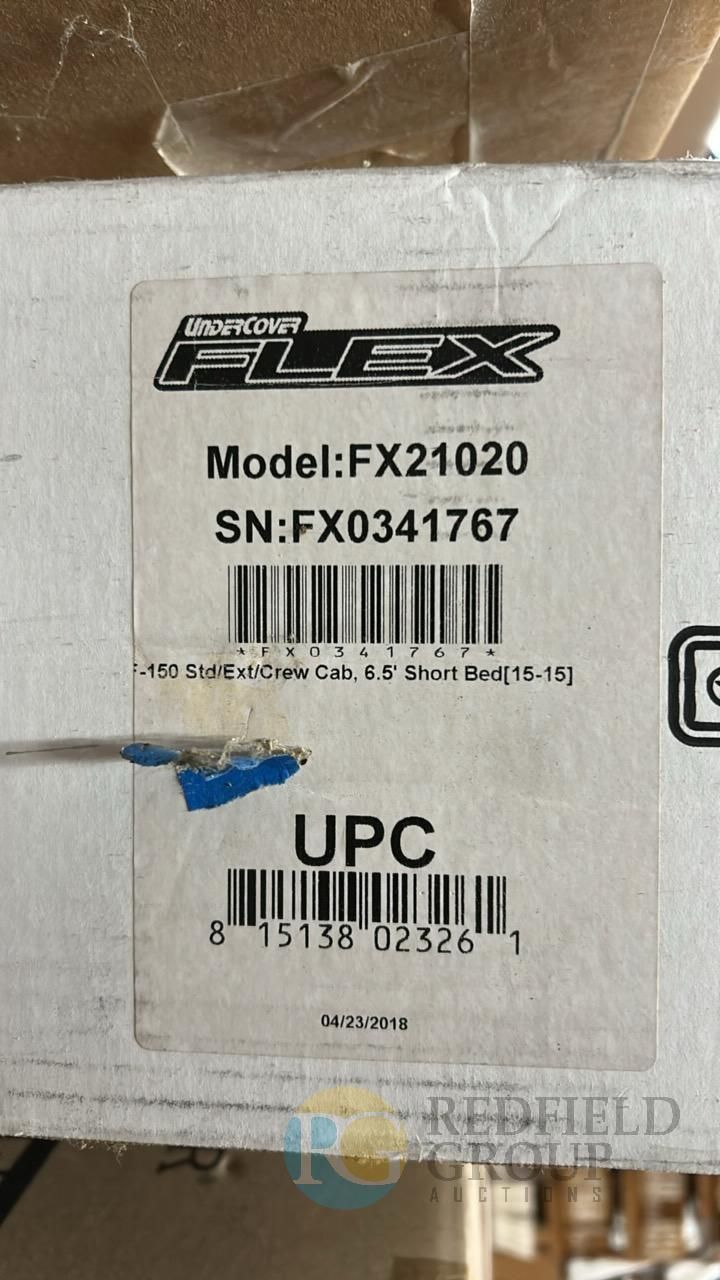 UNDERCOVER
FLEX
Model:FX21020
SN:FX0341767
*FX0341767*
-150 Std/Ext/Crew Cab, 6.5' Short Bed[15-15]
UPC
8 15138 02326 1
04/23/2018
REDFIELD
GROUP
AUCTIONS